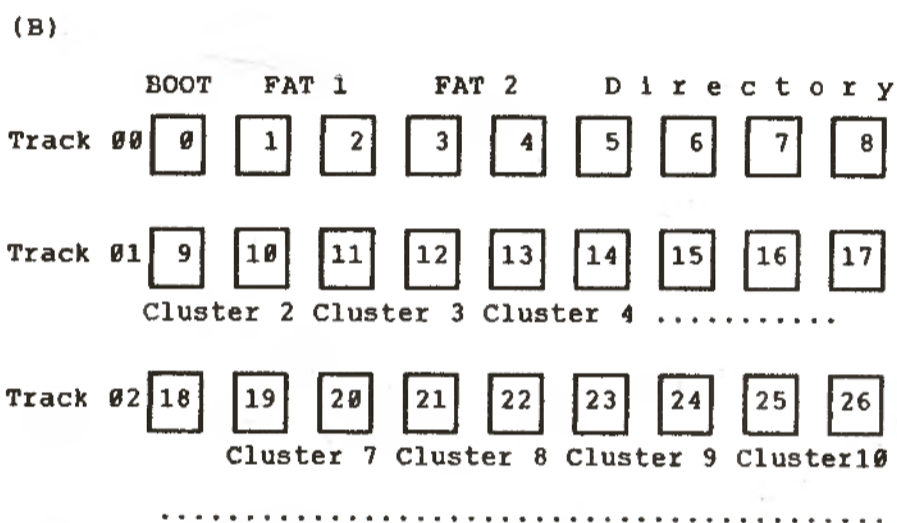 (B)
BOOT FAT 1 FAT 2 D i r e c t o r y
Track 00 0 1 2 3 4 5 6 7 8
Track 01 9 10 11 12 13 14 15 16 17
Cluster 2 Cluster 3 Cluster 4 ...........
Track 02 18 19 20 21 22 23 24 25 26
Cluster 7 Cluster 8 Cluster 9 Cluster10
...........................................